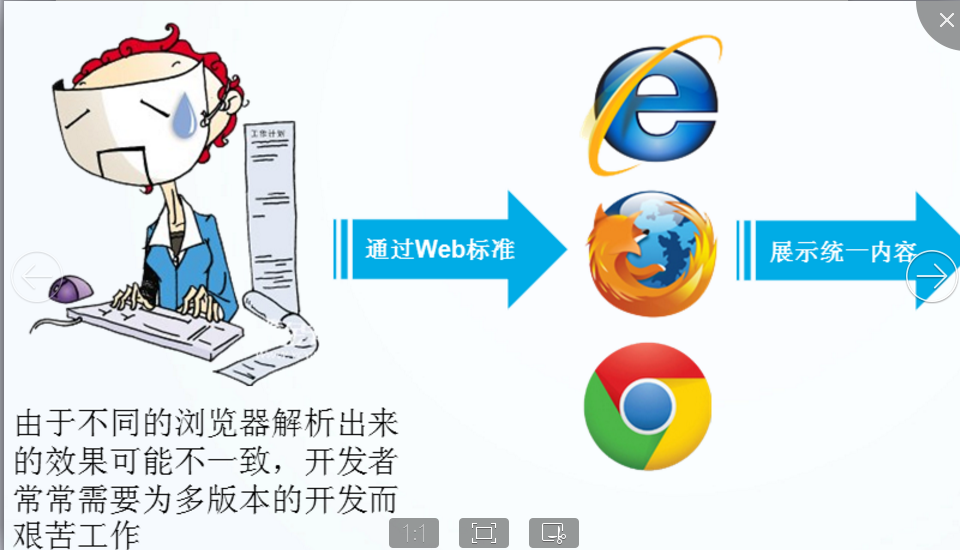 工作计划
通过Web标准
展示统一内容
由于不同的浏览器解析出来
的效果可能不一致，开发者
常常需要为多版本的开发而
艰苦工作
1:1